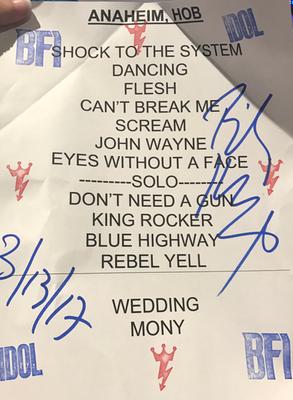 ANAHEIM, HOB
BFI
IDOL
SHOCK TO THE SYSTEM
DANCING
FLESH
CAN'T BREAK ME
SCREAM
JOHN WAYNE
EYES WITHOUT A FACE
---------SOLO--------
DON'T NEED A GUN
KING ROCKER
BLUE HIGHWAY
REBEL YELL
3/13/17
WEDDING
MONY
IDOL
BFI